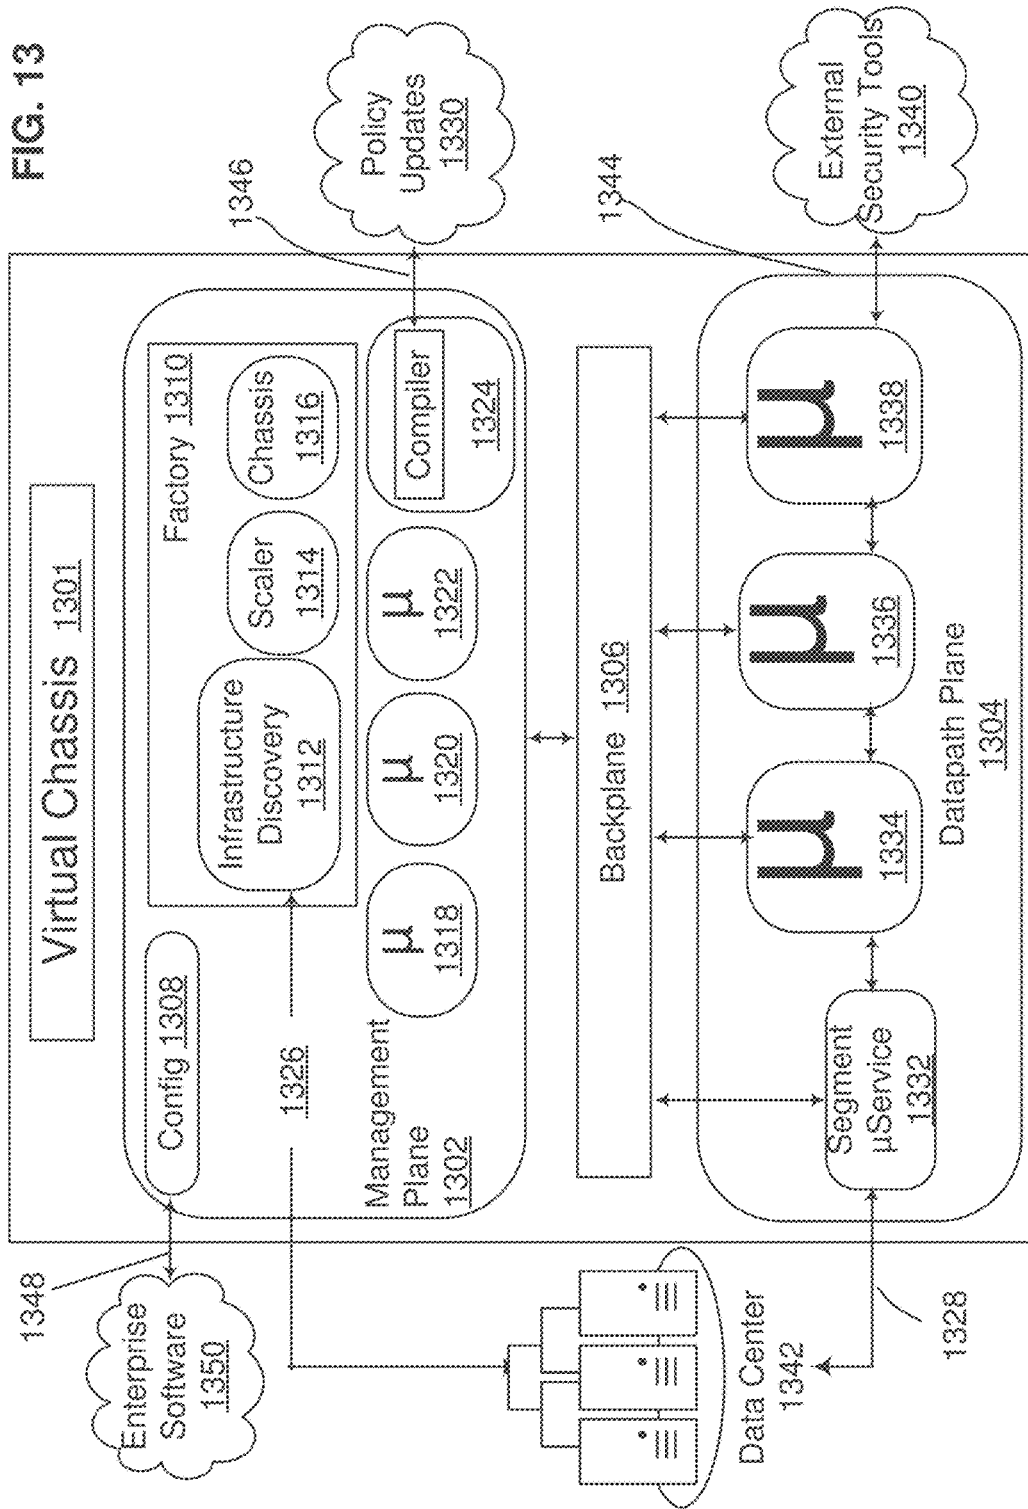 FIG. 13
Virtual Chassis 1301
1348
Enterprise
Software
1350
Config 1308
Factory 1310
Infrastructure
Discovery
1312
Scaler
1314
Chassis
1316
1346
Policy
Updates
1330
1326
Management
Plane
1302
µ
1318
µ
1320
µ
1322
Compiler
1324
Backplane 1306
1344
Data Center
1342
1328
Segment
µService
1332
µ
1334
µ
1336
µ
1338
Datapath Plane
1304
External
Security Tools
1340